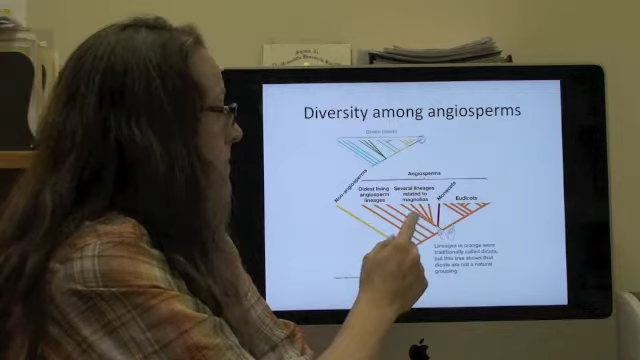 Diversity among angiosperms
Angiosperms
Non-angiosperms
Oldest living
angiosperm
lineages
Several lineages
related to
magnolias
Monocots
Eudicots
Lineages in orange were
traditionally called dicots,
but this tree shows that
dicots are not a natural
grouping.